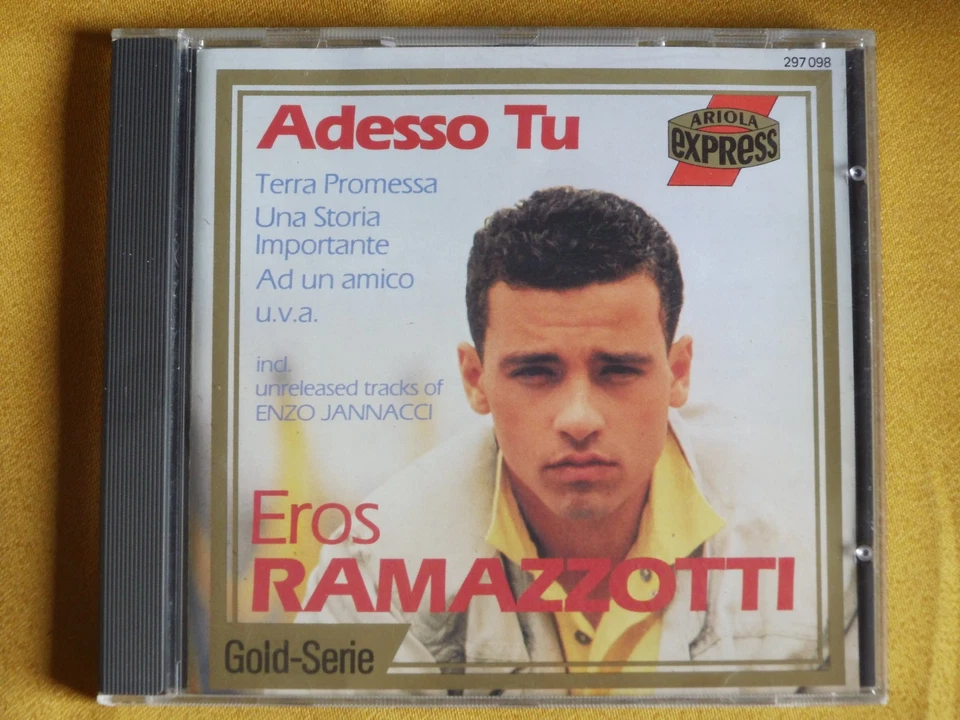 297 098
Adesso Tu
ARIOLA
EXPRESS
Terra Promessa
Una Storia
Importante
Ad un amico
u.v.a.
incl.
unreleased tracks of
ENZO JANNACCI
Eros
RAMAZZOTTI
Gold-Serie